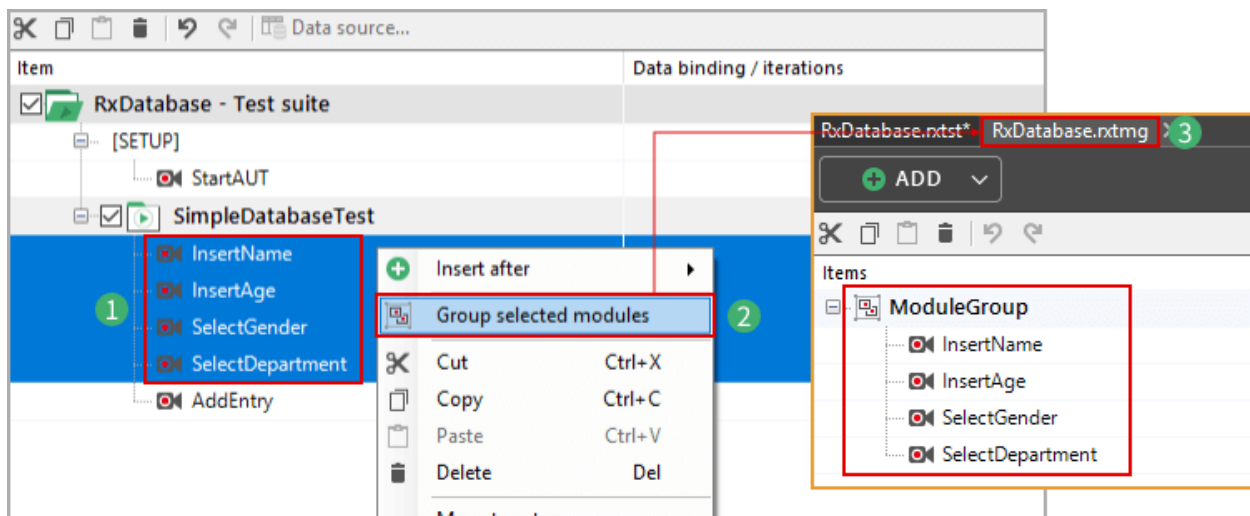 Data source...
Item
Data binding / iterations
RxDatabase - Test suite
[SETUP]
StartAUT
SimpleDatabaseTest
InsertName
InsertAge
SelectGender
SelectDepartment
AddEntry
1
Insert after
Group selected modules
2
Cut Ctrl+X
Copy Ctrl+C
Paste Ctrl+V
Delete Del
RxDatabase.rxtst* RxDatabase.rxtmg
3
ADD
Items
ModuleGroup
InsertName
InsertAge
SelectGender
SelectDepartment